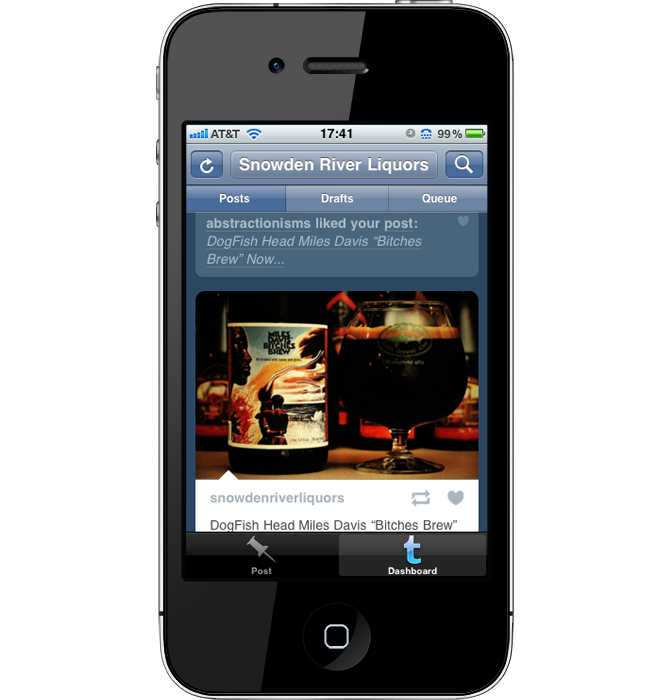 AT&T 17:41 99%
Snowden River Liquors
Posts Drafts Queue
abstractionisms liked your post:
DogFish Head Miles Davis “Bitches
Brew” Now...
MILES
DAVIS
BITCHES
BREW
snowdenriverliquors
DogFish Head Miles Davis “Bitches Brew”
Post Dashboard